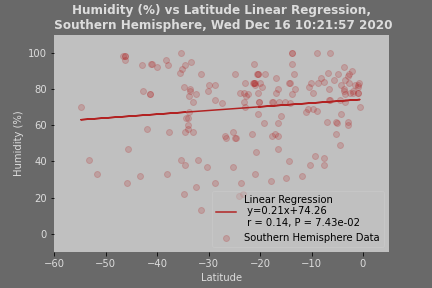 Humidity (%) vs Latitude Linear Regression,
Southern Hemisphere, Wed Dec 16 10:21:57 2020
Humidity (%)
100
80
60
40
20
0
Linear Regression
y=0.21x+74.26
r = 0.14, P = 7.43e-02
Southern Hemisphere Data
−60 −50 −40 −30 −20 −10 0
Latitude